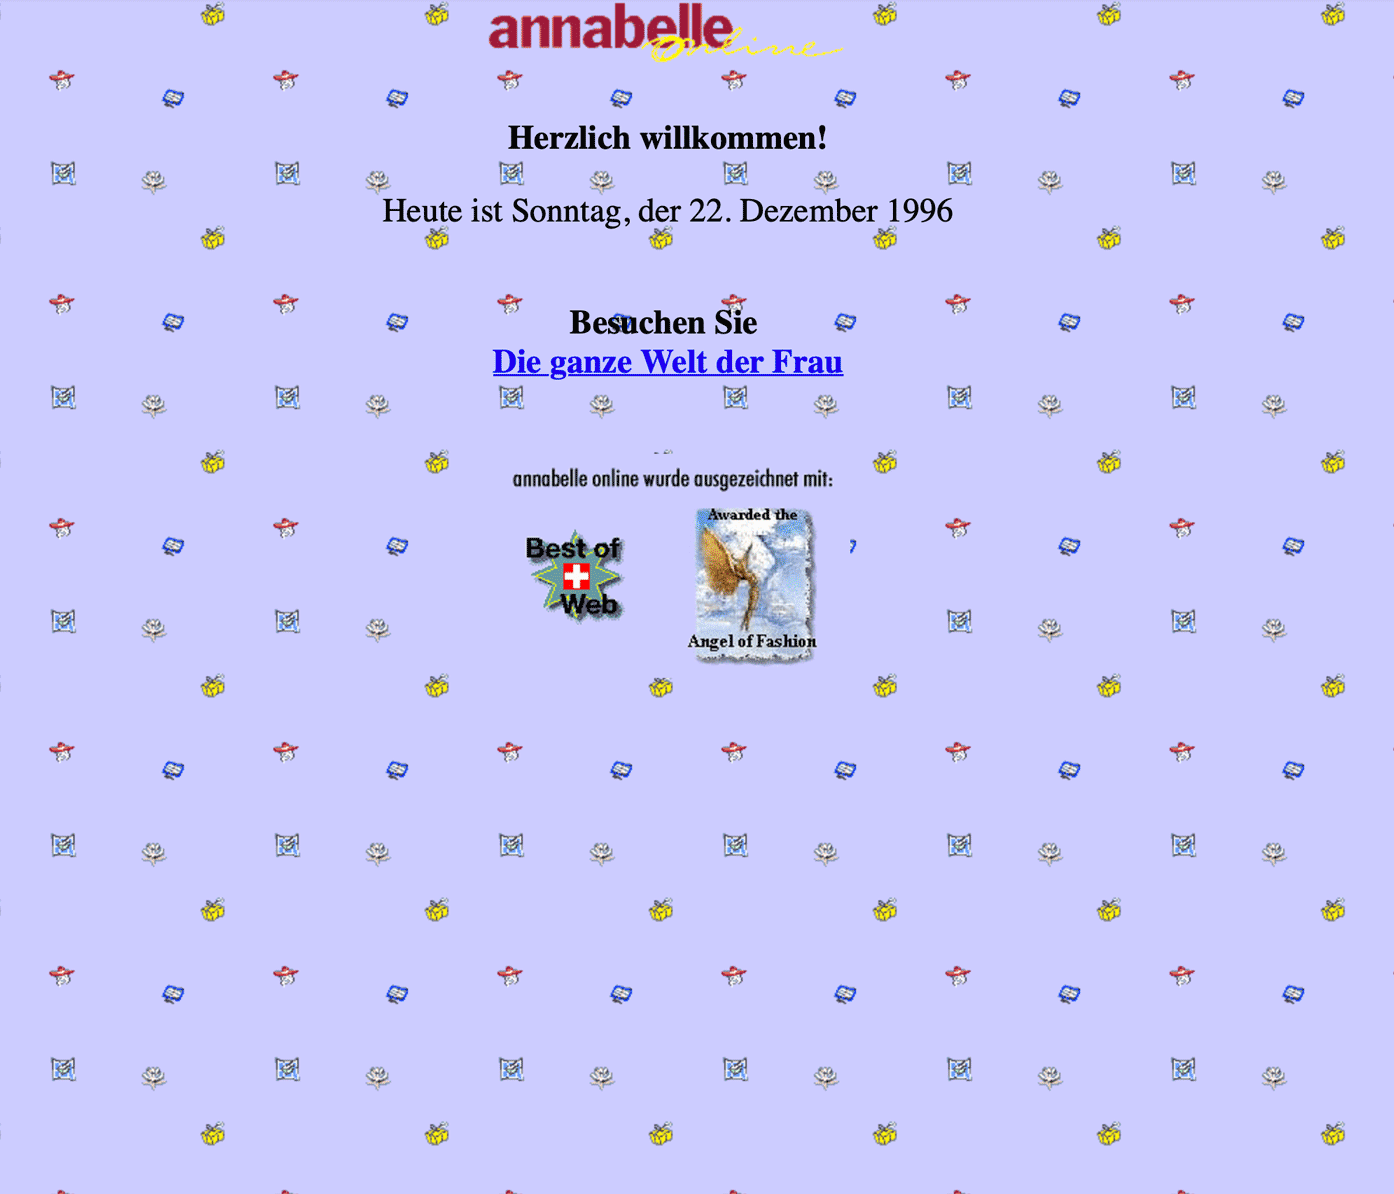 annabelle
online
Herzlich willkommen!
Heute ist Sonntag, der 22. Dezember 1996
Besuchen Sie
Die ganze Welt der Frau
annabelle online wurde ausgezeichnet mit:
Best of
Web
Awarded the
Angel of Fashion